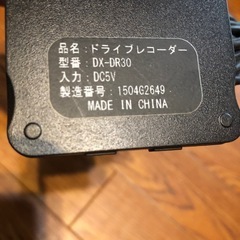 品名：ドライブレコーダー
型番：DX-DR30
入力：DC5V
製造番号：1504G2649
MADE IN CHINA